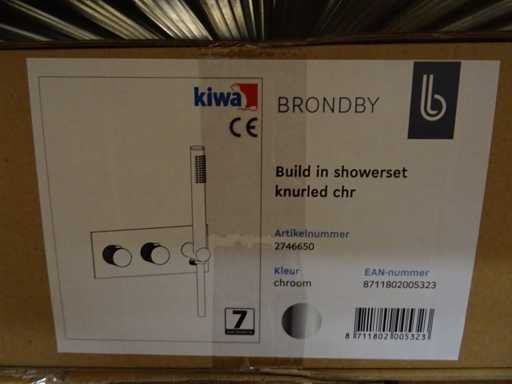 kiwa
CE
BRONDBY
b
Build in showerset
knurled chr
Artikelnummer
2746650
Kleur
EAN-nummer
chroom
8711802005323
7
8 711802 005323